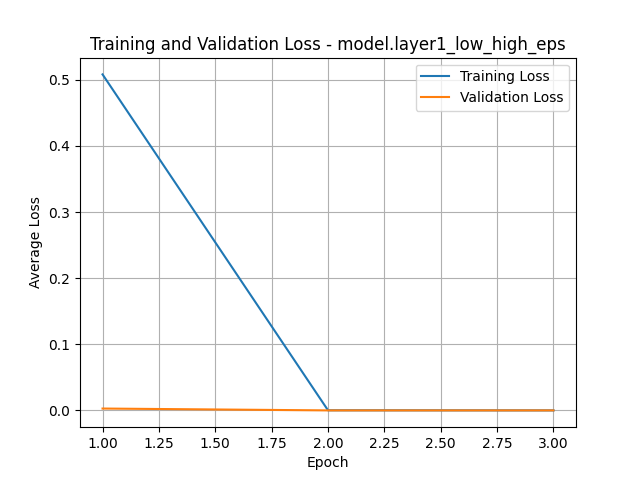 Training and Validation Loss - model.layer1_low_high_eps
Training Loss
Validation Loss
Average Loss
0.5
0.4
0.3
0.2
0.1
0.0
1.00 1.25 1.50 1.75 2.00 2.25 2.50 2.75 3.00
Epoch